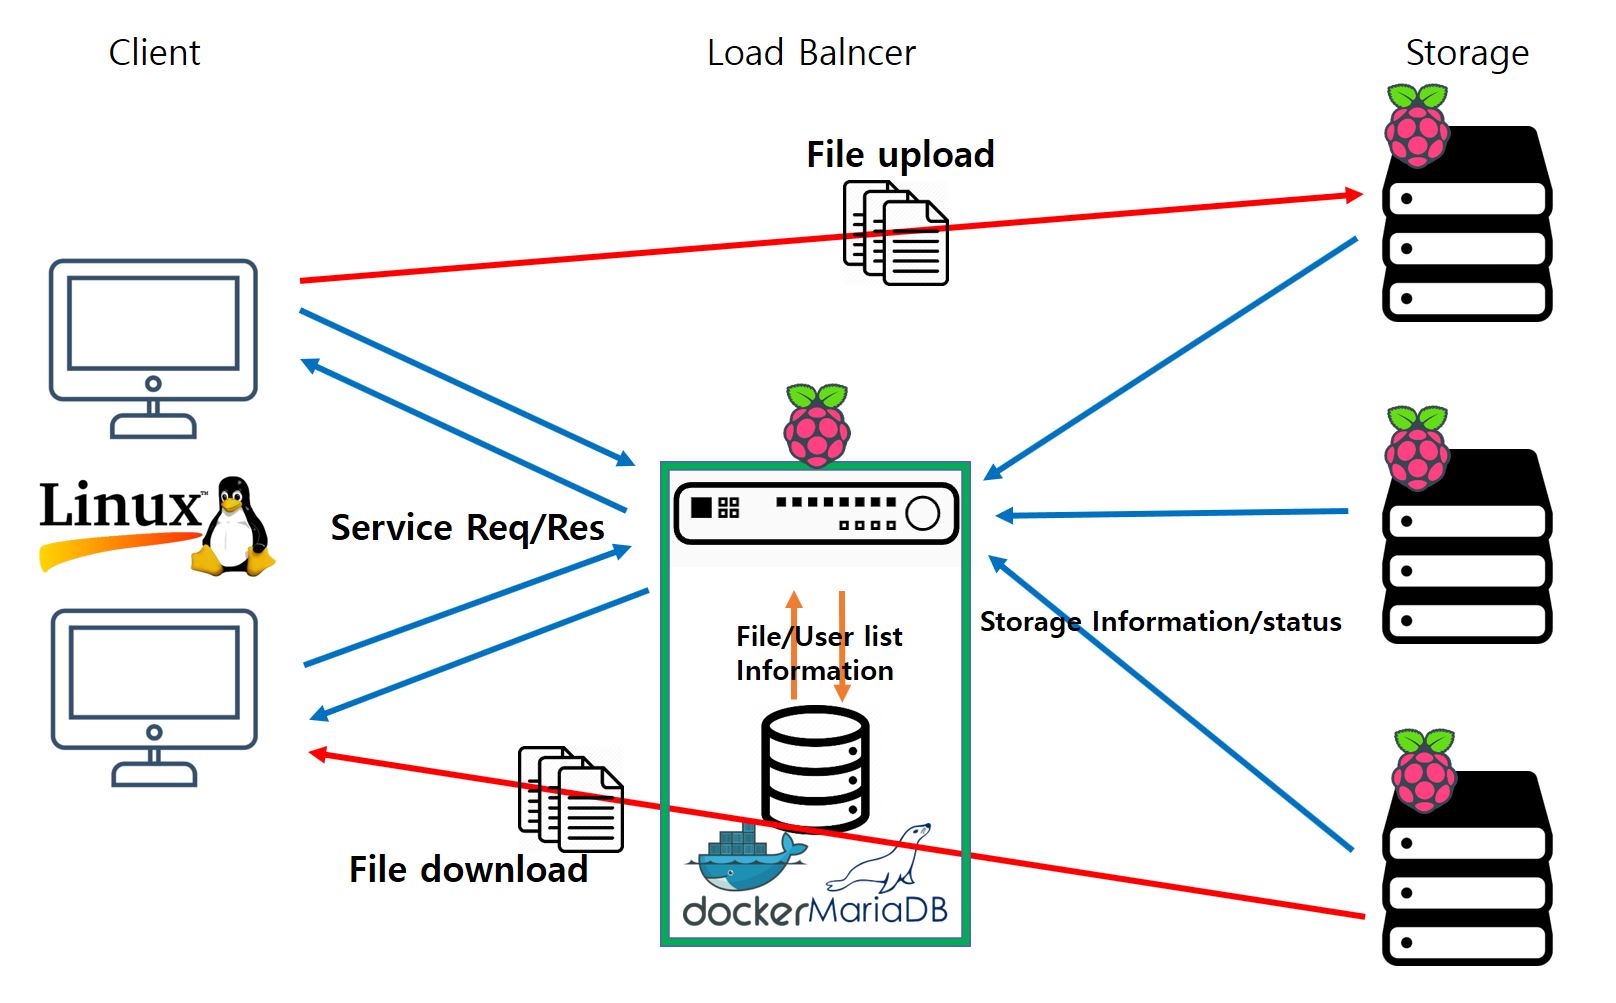 Client
Load Balncer
Storage
File upload
Linux™
Service Req/Res
File/User list
Information
Storage Information/status
File download
docker
MariaDB